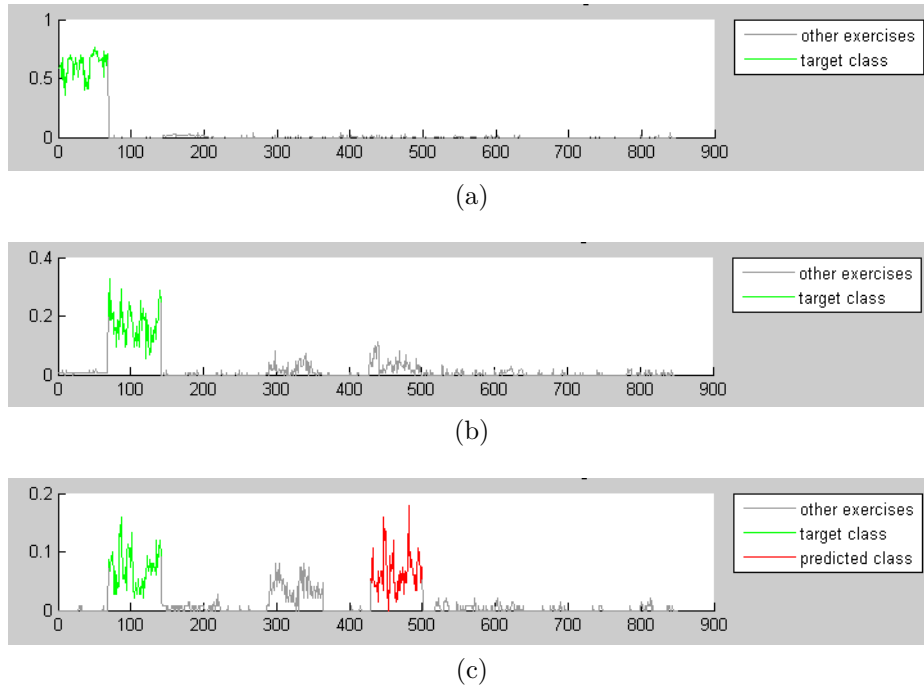 1
0.5
0
0 100 200 300 400 500 600 700 800 900
other exercises
target class
(a)
0.4
0.2
0
0 100 200 300 400 500 600 700 800 900
other exercises
target class
(b)
0.2
0.1
0
0 100 200 300 400 500 600 700 800 900
other exercises
target class
predicted class
(c)